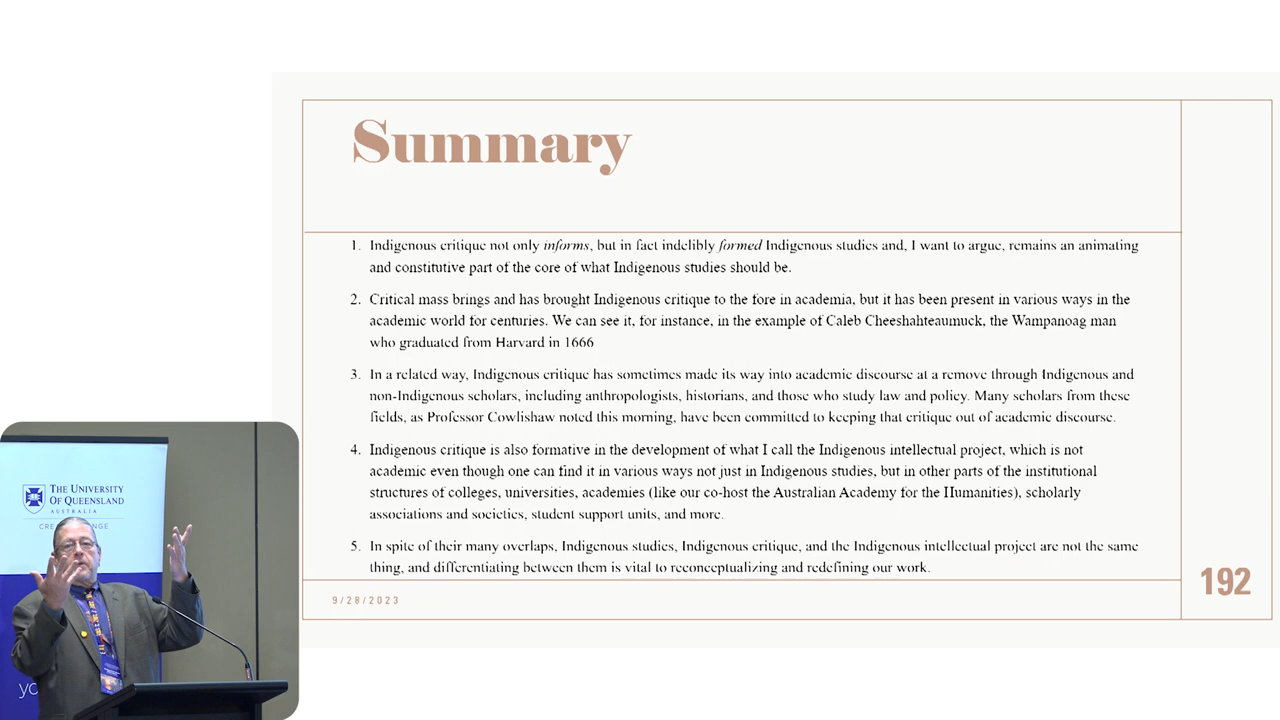 Summary
1. Indigenous critique not only informs, but in fact indelibly formed Indigenous studies and, I want to argue, remains an animating
and constitutive part of the core of what Indigenous studies should be.
2. Critical mass brings and has brought Indigenous critique to the fore in academia, but it has been present in various ways in the
academic world for centuries. We can see it, for instance, in the example of Caleb Cheeshahteaumuck, the Wampanoag man
who graduated from Harvard in 1666
3. In a related way, Indigenous critique has sometimes made its way into academic discourse at a remove through Indigenous and
non-Indigenous scholars, including anthropologists, historians, and those who study law and policy. Many scholars from these
fields, as Professor Cowlishaw noted this morning, have been committed to keeping that critique out of academic discourse.
4. Indigenous critique is also formative in the development of what I call the Indigenous intellectual project, which is not
academic even though one can find it in various ways not just in Indigenous studies, but in other parts of the institutional
structures of colleges, universities, academies (like our co-host the Australian Academy for the Humanities), scholarly
associations and societies, student support units, and more.
5. In spite of their many overlaps, Indigenous studies, Indigenous critique, and the Indigenous intellectual project are not the same
thing, and differentiating between them is vital to reconceptualizing and redefining our work.
9/28/2023
192
THE UNIVERSITY
OF QUEENSLAND
AUSTRALIA